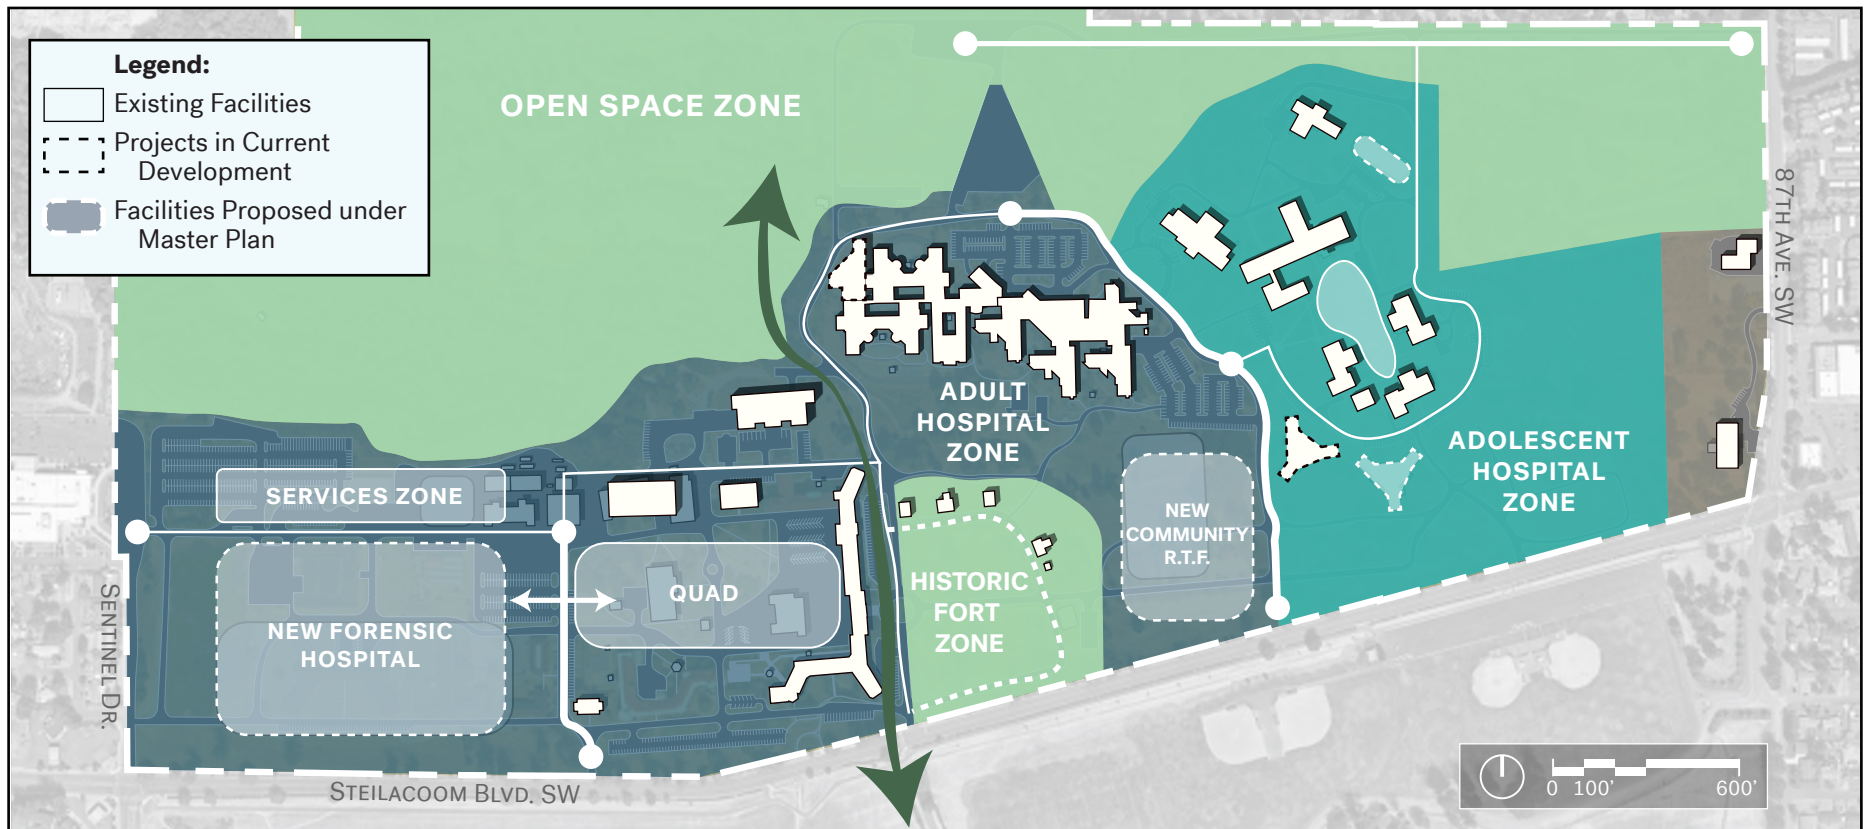 Legend:
Existing Facilities
Projects in Current
Development
Facilities Proposed under
Master Plan
OPEN SPACE ZONE
87TH AVE. SW
ADULT
HOSPITAL
ZONE
ADOLESCENT
HOSPITAL
ZONE
SERVICES ZONE
NEW
COMMUNITY
R.T.F.
QUAD
HISTORIC
FORT
ZONE
NEW FORENSIC
HOSPITAL
SENTINEL DR.
STEILACOOM BLVD. SW
0 100' 600'